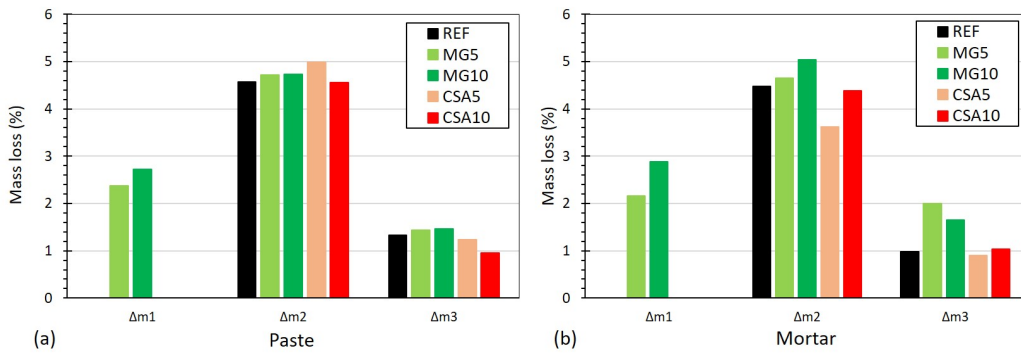 Mass loss (%)
6
5
4
3
2
1
0
REF
MG5
MG10
CSA5
CSA10
Δm1
Δm2
Δm3
(a)
Paste
Mass loss (%)
6
5
4
3
2
1
0
REF
MG5
MG10
CSA5
CSA10
Δm1
Δm2
Δm3
(b)
Mortar